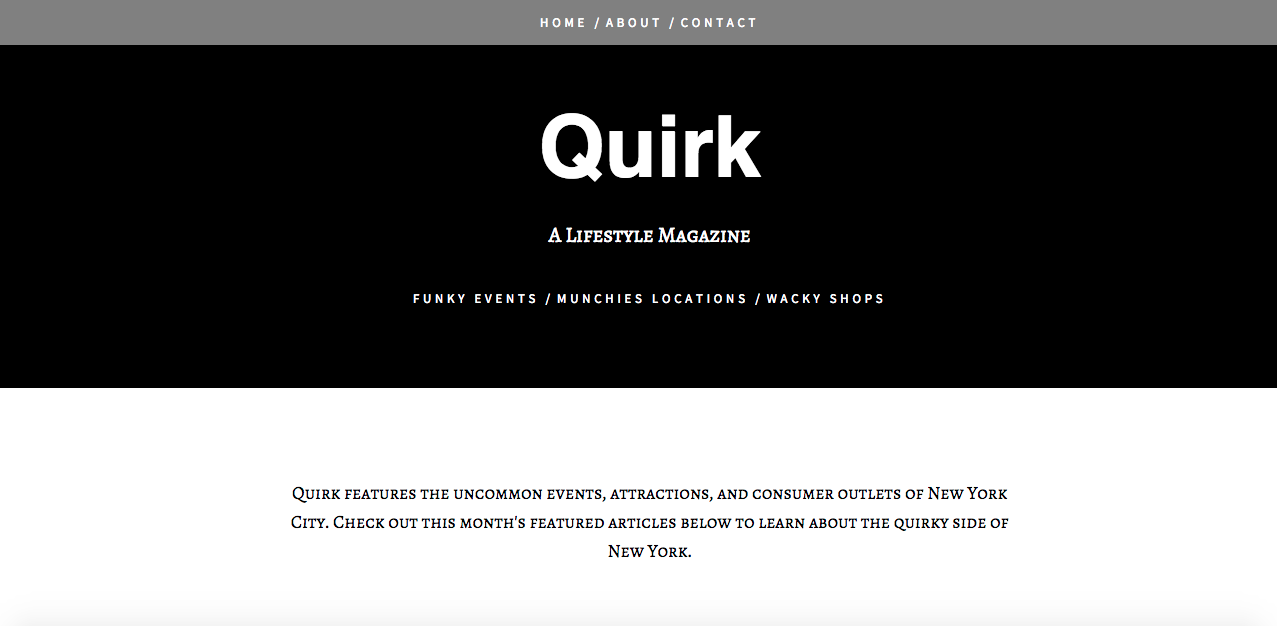 HOME / ABOUT / CONTACT
Quirk
A Lifestyle Magazine
FUNKY EVENTS / MUNCHIES LOCATIONS / WACKY SHOPS
Quirk features the uncommon events, attractions, and consumer outlets of New York
City. Check out this month's featured articles below to learn about the quirky side of
New York.